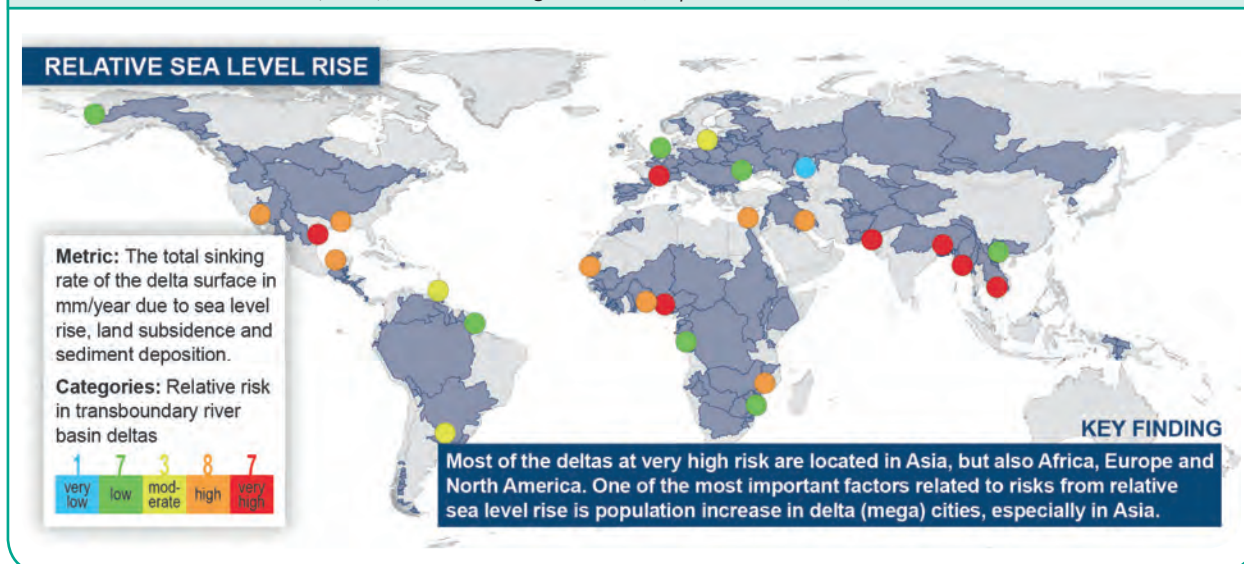 RELATIVE SEA LEVEL RISE
Metric: The total sinking
rate of the delta surface in
mm/year due to sea level
rise, land subsidence and
sediment deposition.
Categories: Relative risk
in transboundary river
basin deltas
1 7 3 8 7
very low low mod- erate high very high
KEY FINDING
Most of the deltas at very high risk are located in Asia, but also Africa, Europe and
North America. One of the most important factors related to risks from relative
sea level rise is population increase in delta (mega) cities, especially in Asia.